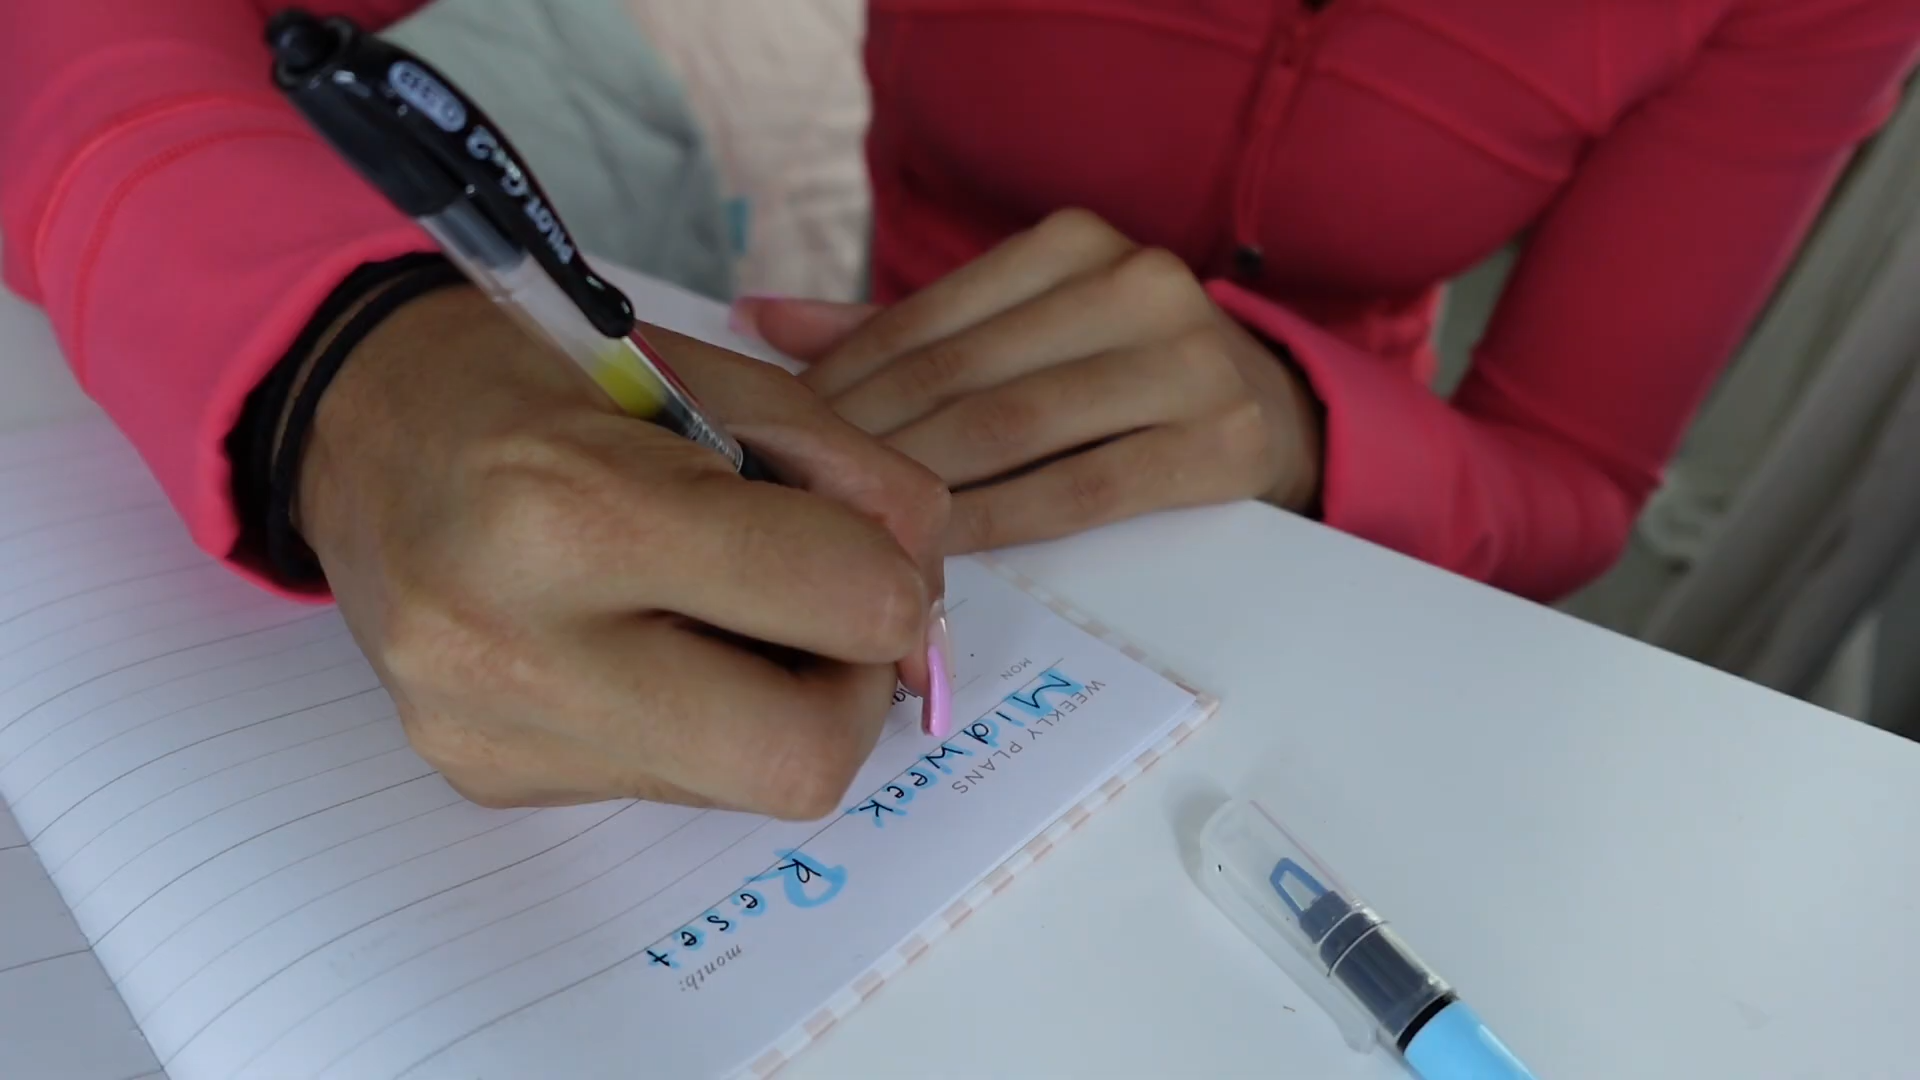 WEEKLY PLANS
month:
MON
Midweek Reset
PILOT G-2